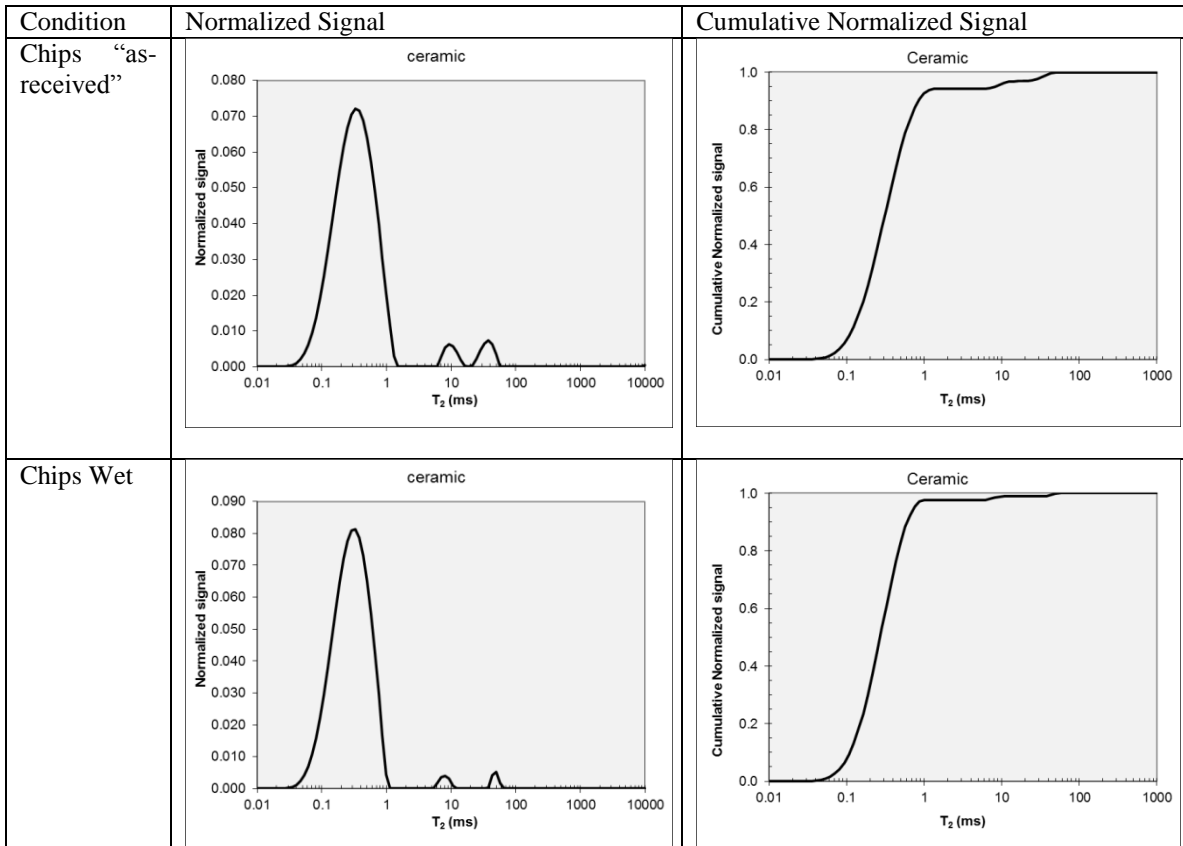 Condition Normalized Signal Cumulative Normalized Signal
Chips “as-
received”
ceramic
0.080
0.070
0.060
0.050
0.040
0.030
0.020
0.010
0.000
Normalized signal
0.01 0.1 1 10 100 1000 10000
T₂ (ms)
Ceramic
1.0
0.8
0.6
0.4
0.2
0.0
Cumulative Normalized signal
0.01 0.1 1 10 100 1000
T₂ (ms)
Chips Wet
ceramic
0.090
0.080
0.070
0.060
0.050
0.040
0.030
0.020
0.010
0.000
Normalized signal
0.01 0.1 1 10 100 1000 10000
T₂ (ms)
Ceramic
1.0
0.8
0.6
0.4
0.2
0.0
Cumulative Normalized signal
0.01 0.1 1 10 100 1000
T₂ (ms)